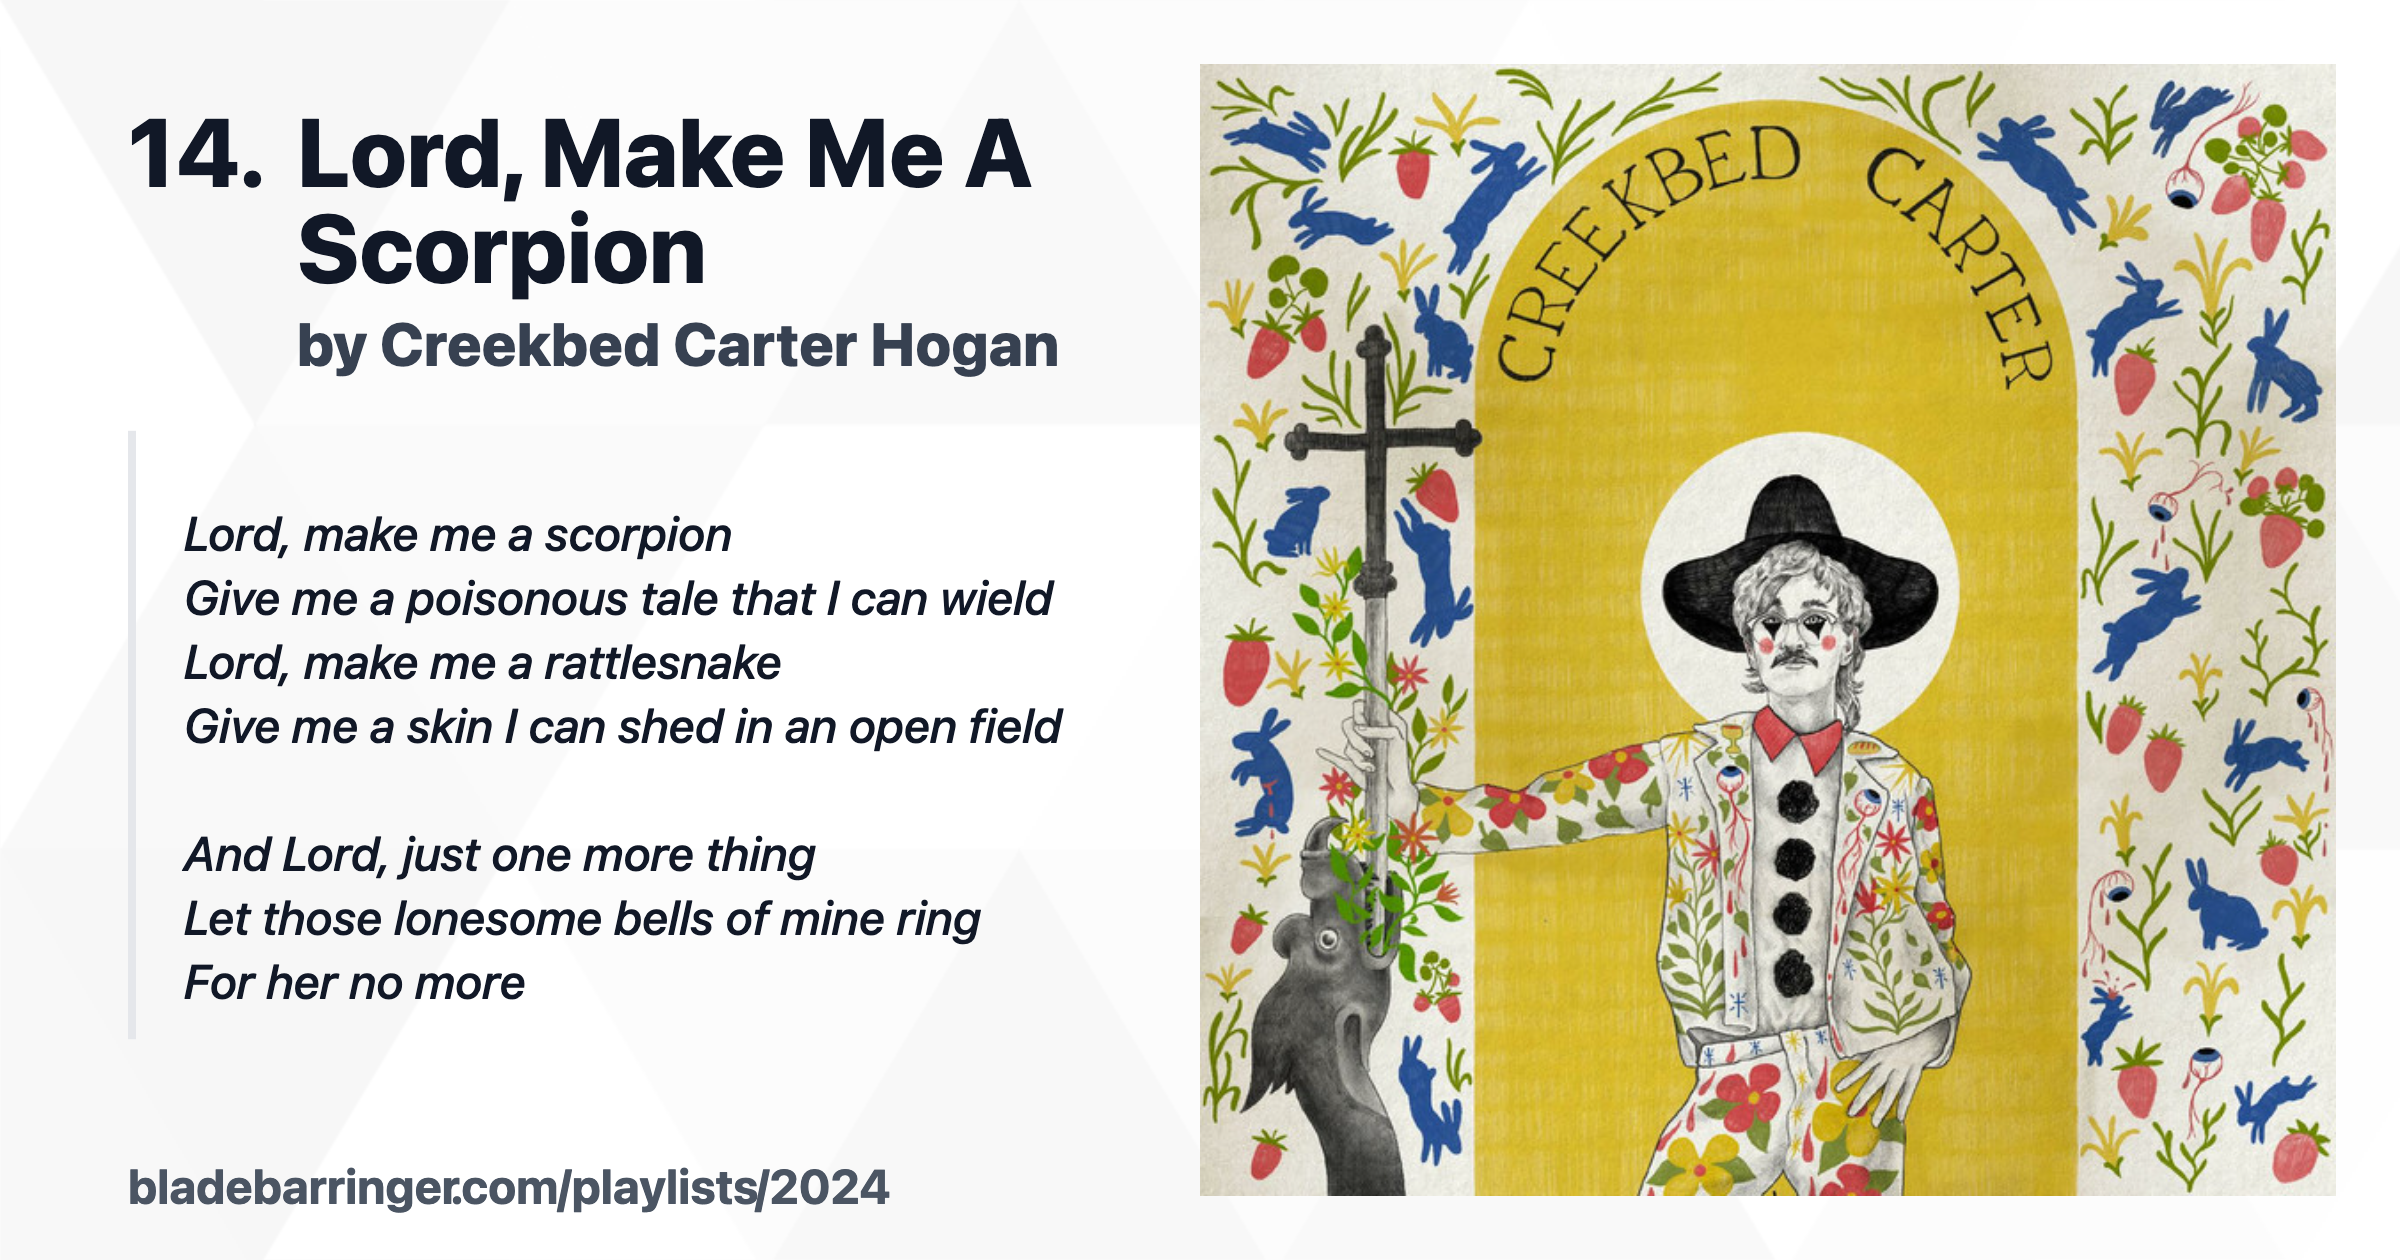 14. Lord, Make Me A
Scorpion
by Creekbed Carter Hogan
Lord, make me a scorpion
Give me a poisonous tale that I can wield
Lord, make me a rattlesnake
Give me a skin I can shed in an open field
And Lord, just one more thing
Let those lonesome bells of mine ring
For her no more
bladebarringer.com/playlists/2024
CREEKBED CARTER